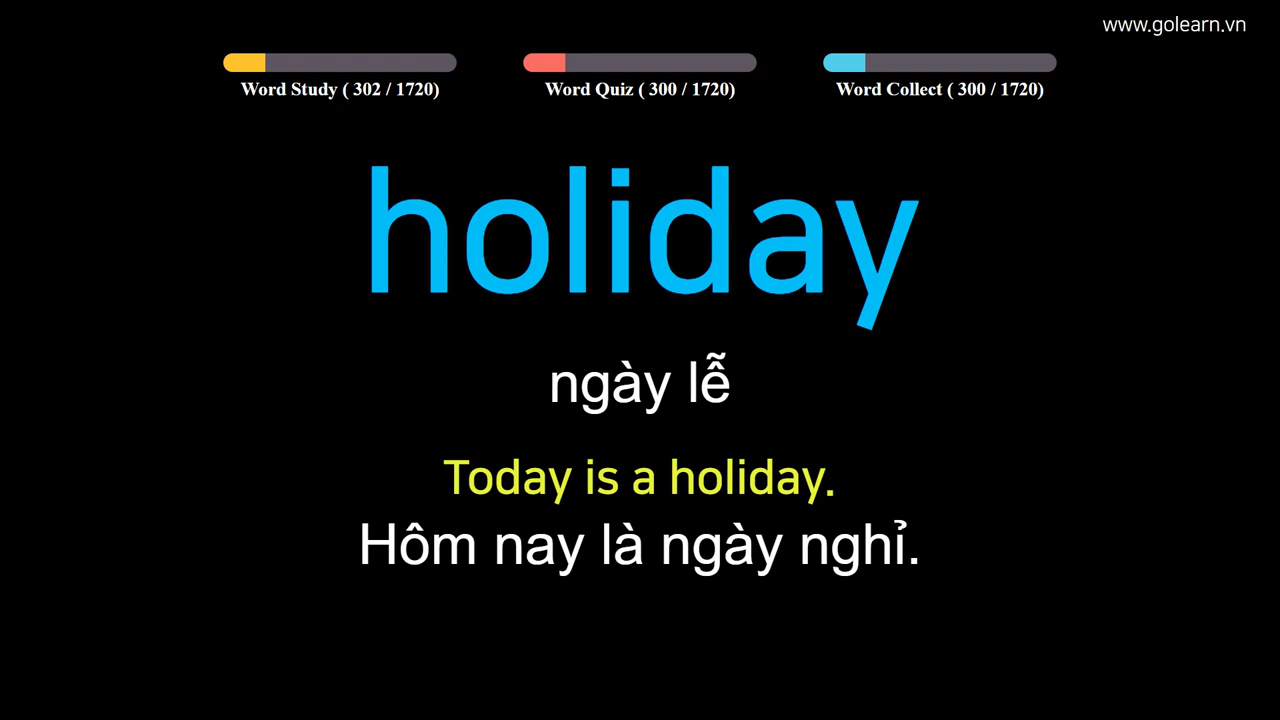 www.golearn.vn
Word Study ( 302 / 1720)
Word Quiz ( 300 / 1720)
Word Collect ( 300 / 1720)
holiday
ngày lễ
Today is a holiday.
Hôm nay là ngày nghỉ.